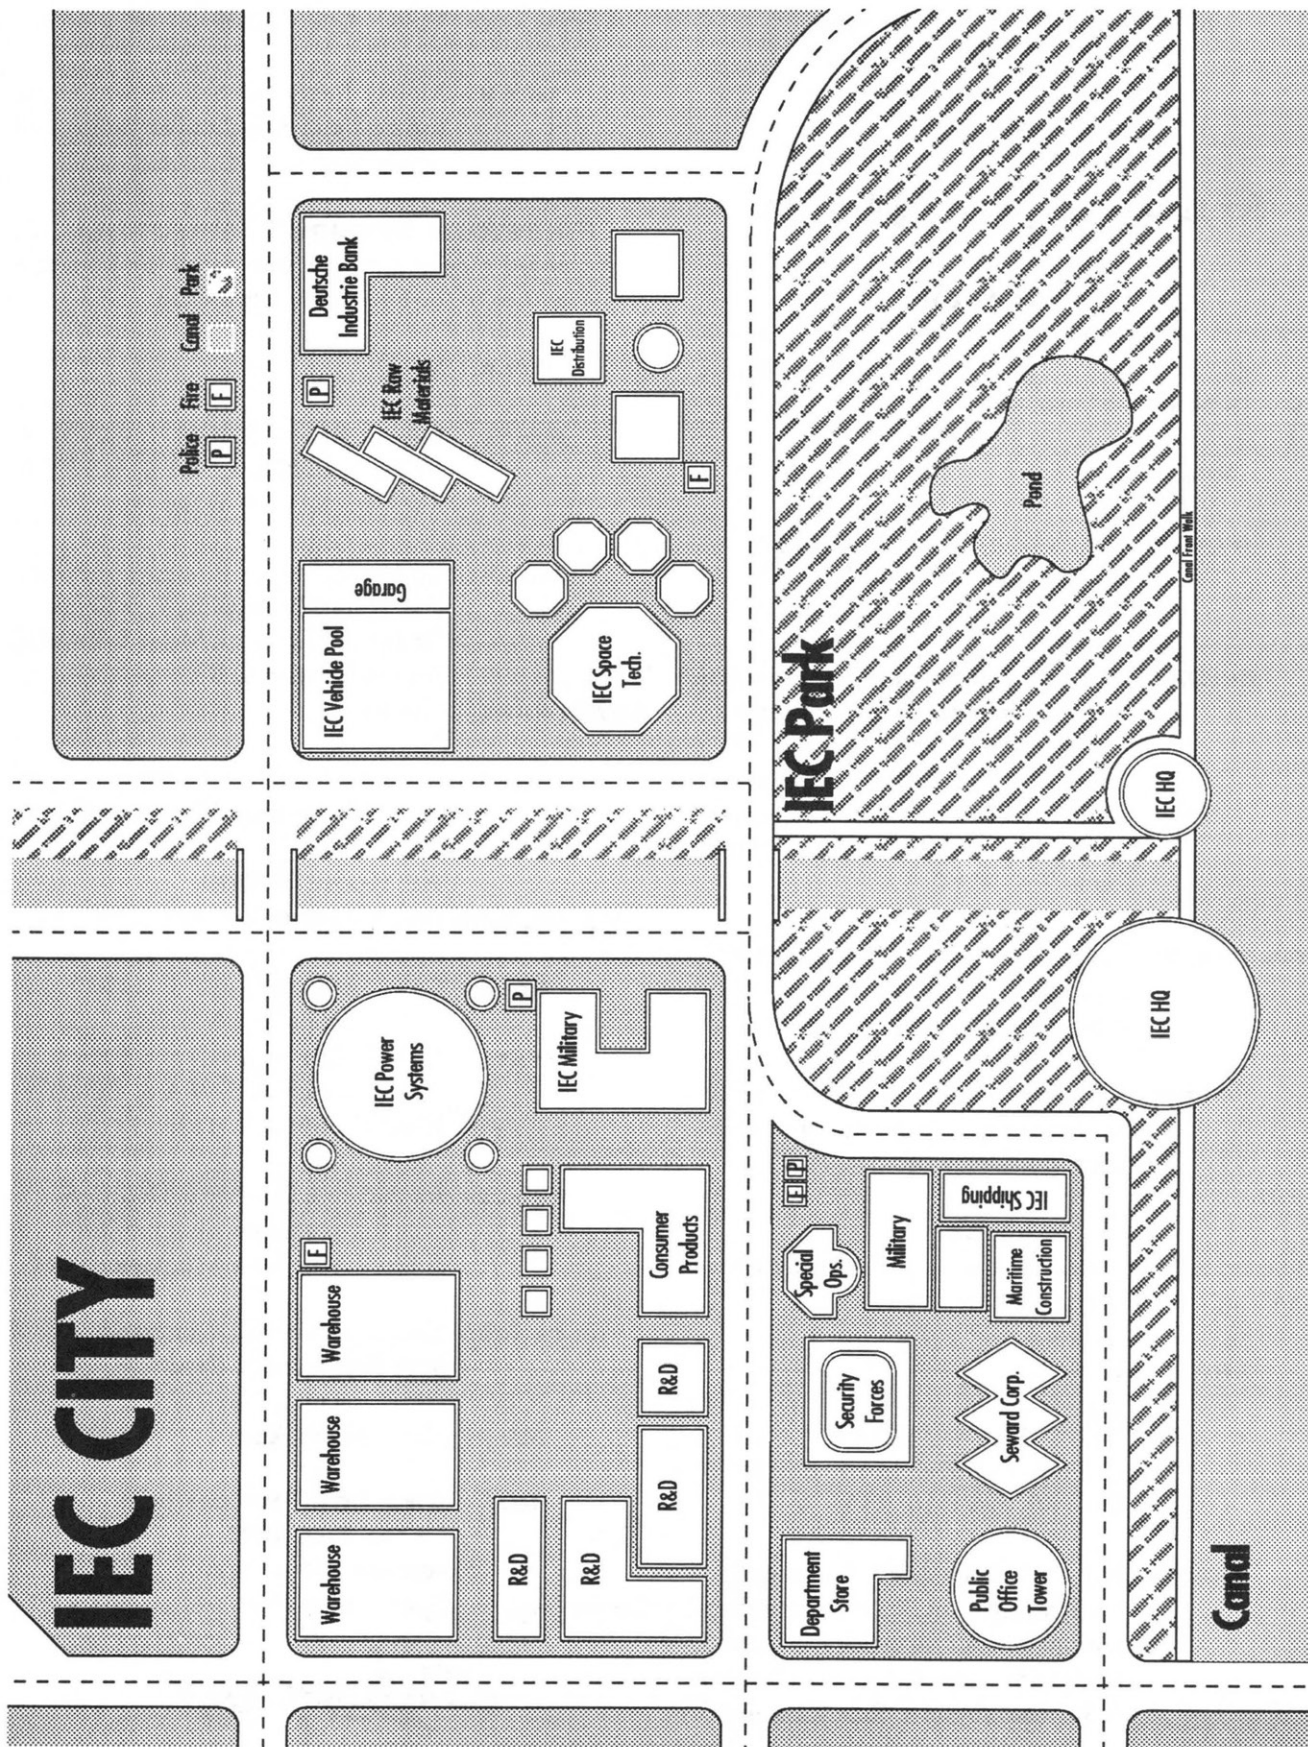 IEC CITY
Police
Fire
Canal
Park
P
F
Warehouse
Warehouse
Warehouse
F
IEC Power
Systems
P
IEC Military
R&D
R&D
R&D
R&D
Consumer
Products
IEC Vehicle Pool
Garage
IEC Raw
Materials
P
Deutsche
Industrie Bank
IEC Space
Tech.
F
IEC
Distribution
Department
Store
Security
Forces
Special
Ops.
F
P
Military
IEC Shipping
Maritime
Construction
Seward Corp.
Public
Office
Tower
IEC Park
Pond
Canal Front Walk
IEC HQ
IEC HQ
Canal